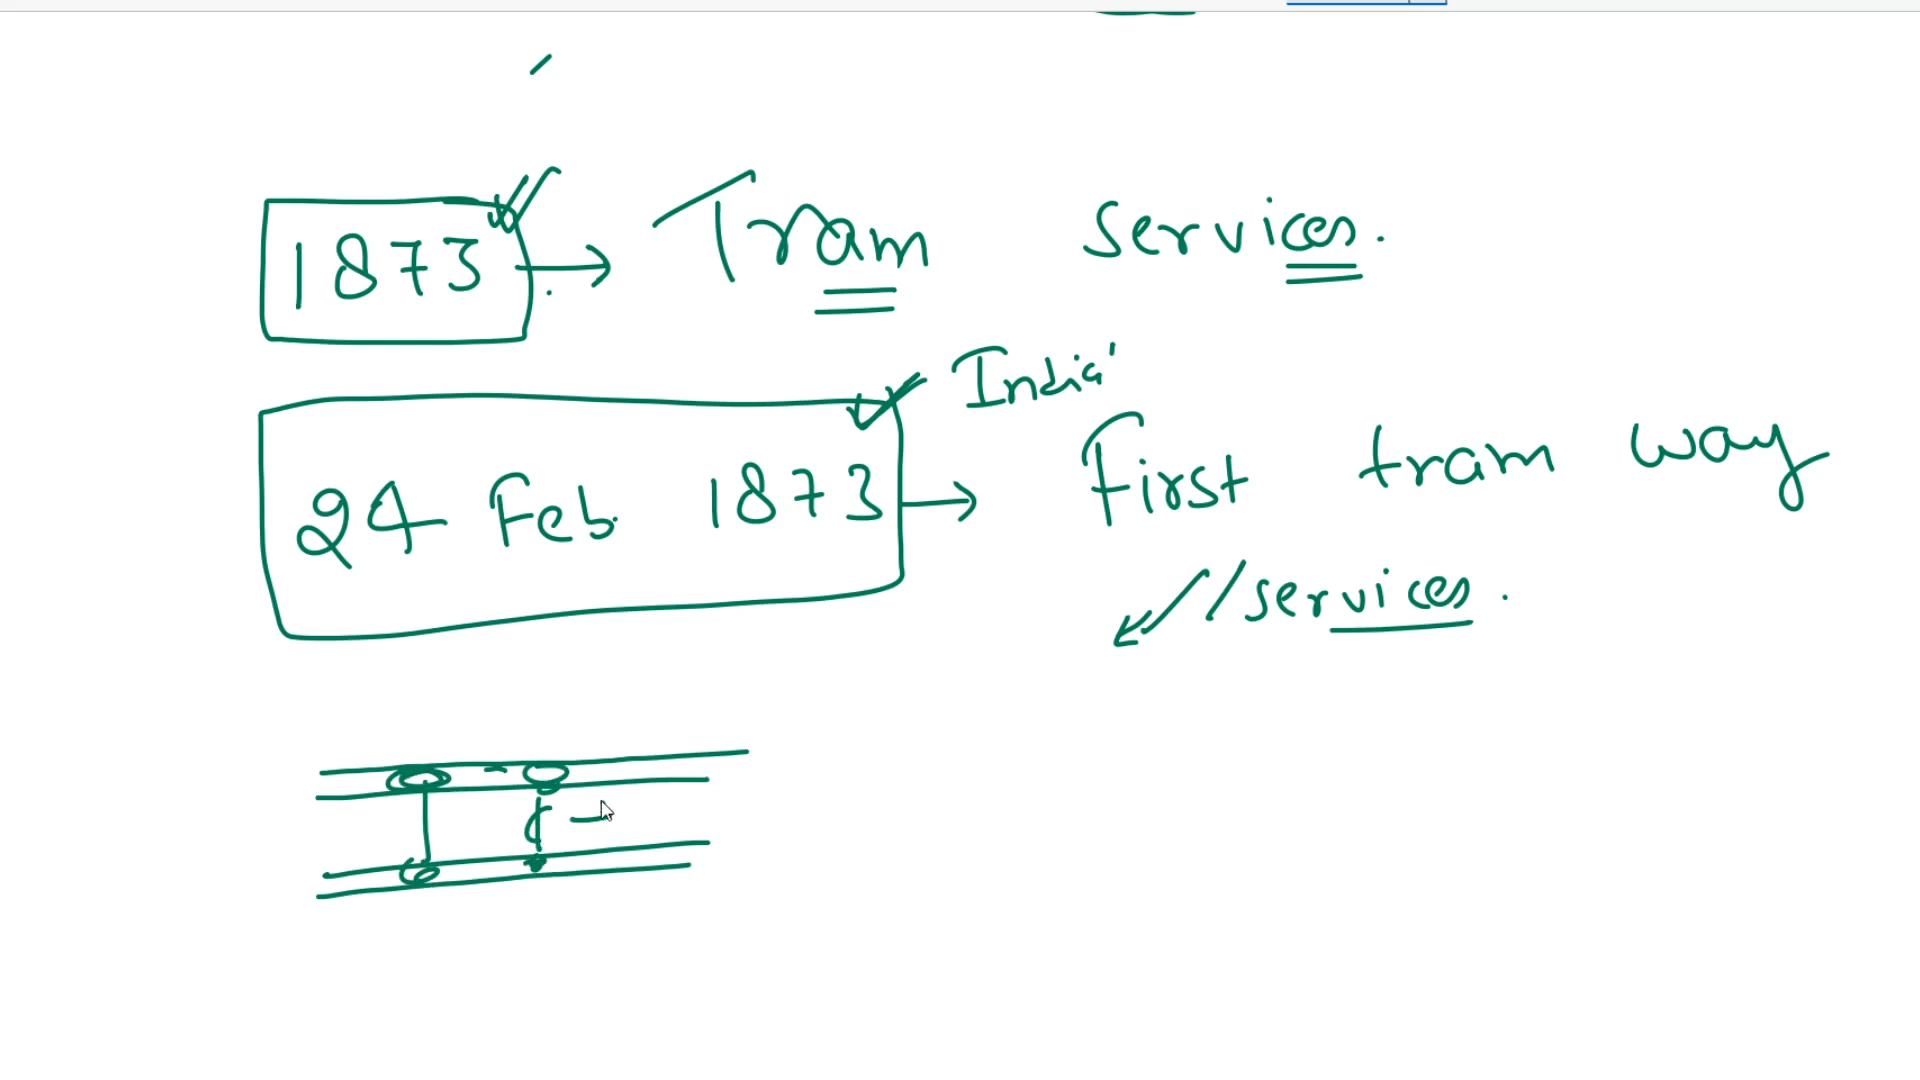 1873 → Tram Services.
India
24 Feb. 1873 → First tram way
services.